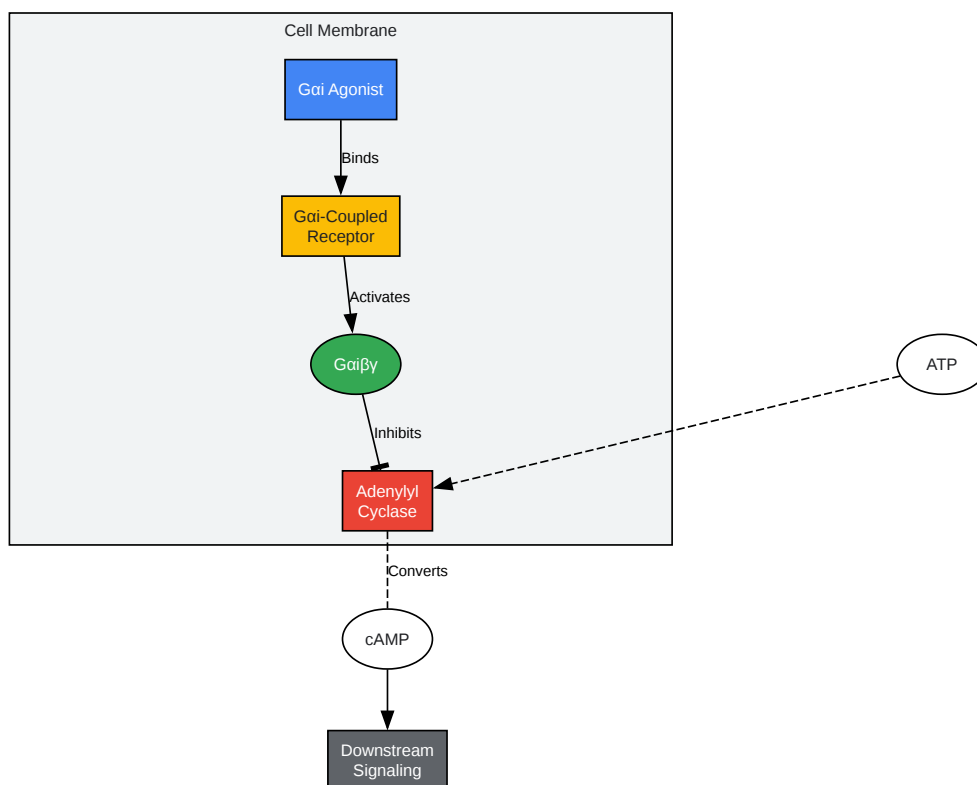 Cell Membrane
Gαi Agonist
Binds
Gαi-Coupled
Receptor
Activates
Gαiβγ
ATP
Inhibits
Adenylyl
Cyclase
Converts
cAMP
Downstream
Signaling